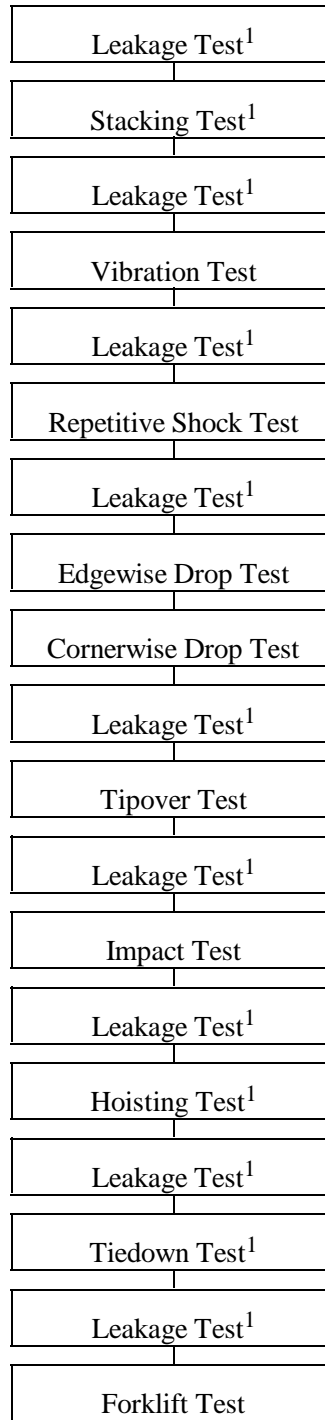 Leakage Test¹
Stacking Test¹
Leakage Test¹
Vibration Test
Leakage Test¹
Repetitive Shock Test
Leakage Test¹
Edgewise Drop Test
Cornerwise Drop Test
Leakage Test¹
Tipover Test
Leakage Test¹
Impact Test
Leakage Test¹
Hoisting Test¹
Leakage Test¹
Tiedown Test¹
Leakage Test¹
Forklift Test